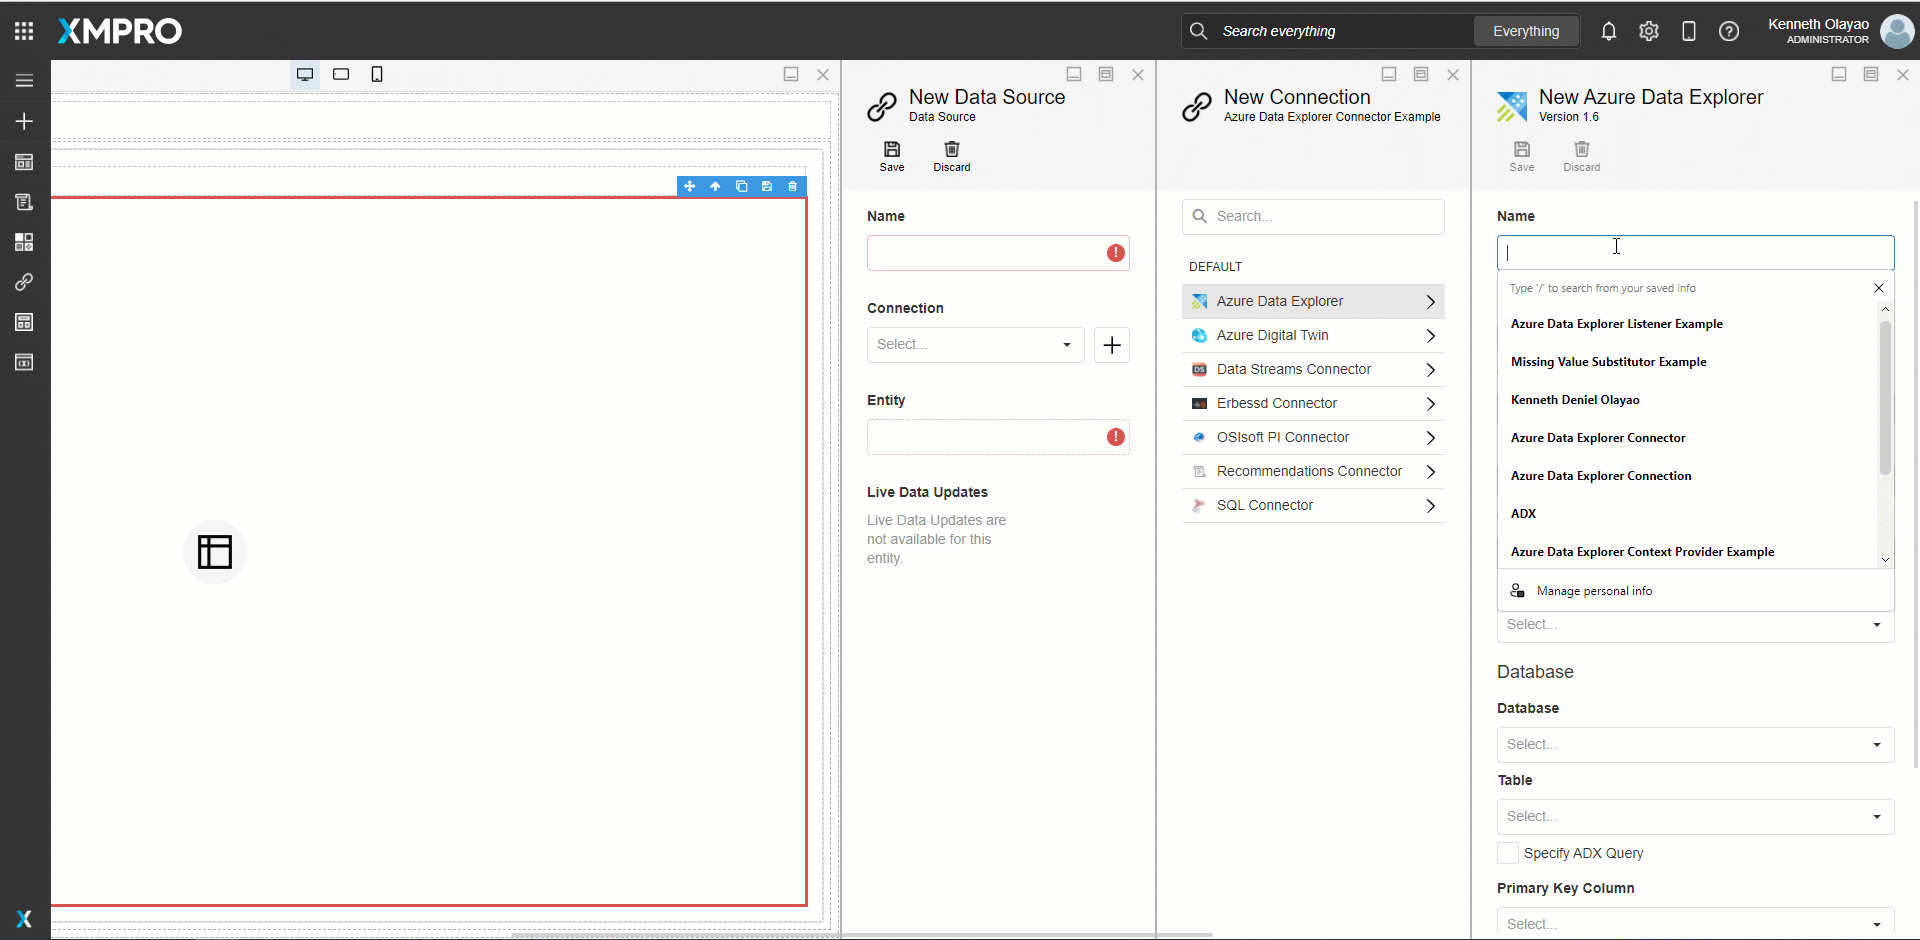 XMPRO
Search everything
Everything
Kenneth Olayao
ADMINISTRATOR
New Data Source
Data Source
Save
Discard
Name
Connection
Select...
Entity
Live Data Updates
Live Data Updates are
not available for this
entity.
New Connection
Azure Data Explorer Connector Example
Search...
DEFAULT
Azure Data Explorer
Azure Digital Twin
DS
Data Streams Connector
Erbessd Connector
OSIsoft PI Connector
Recommendations Connector
SQL Connector
New Azure Data Explorer
Version 1.6
Save
Discard
Name
Type '/' to search from your saved info
Azure Data Explorer Listener Example
Missing Value Substitutor Example
Kenneth Deniel Olayao
Azure Data Explorer Connector
Azure Data Explorer Connection
ADX
Azure Data Explorer Context Provider Example
Manage personal info
Select...
Database
Database
Select...
Table
Select...
Specify ADX Query
Primary Key Column
Select...